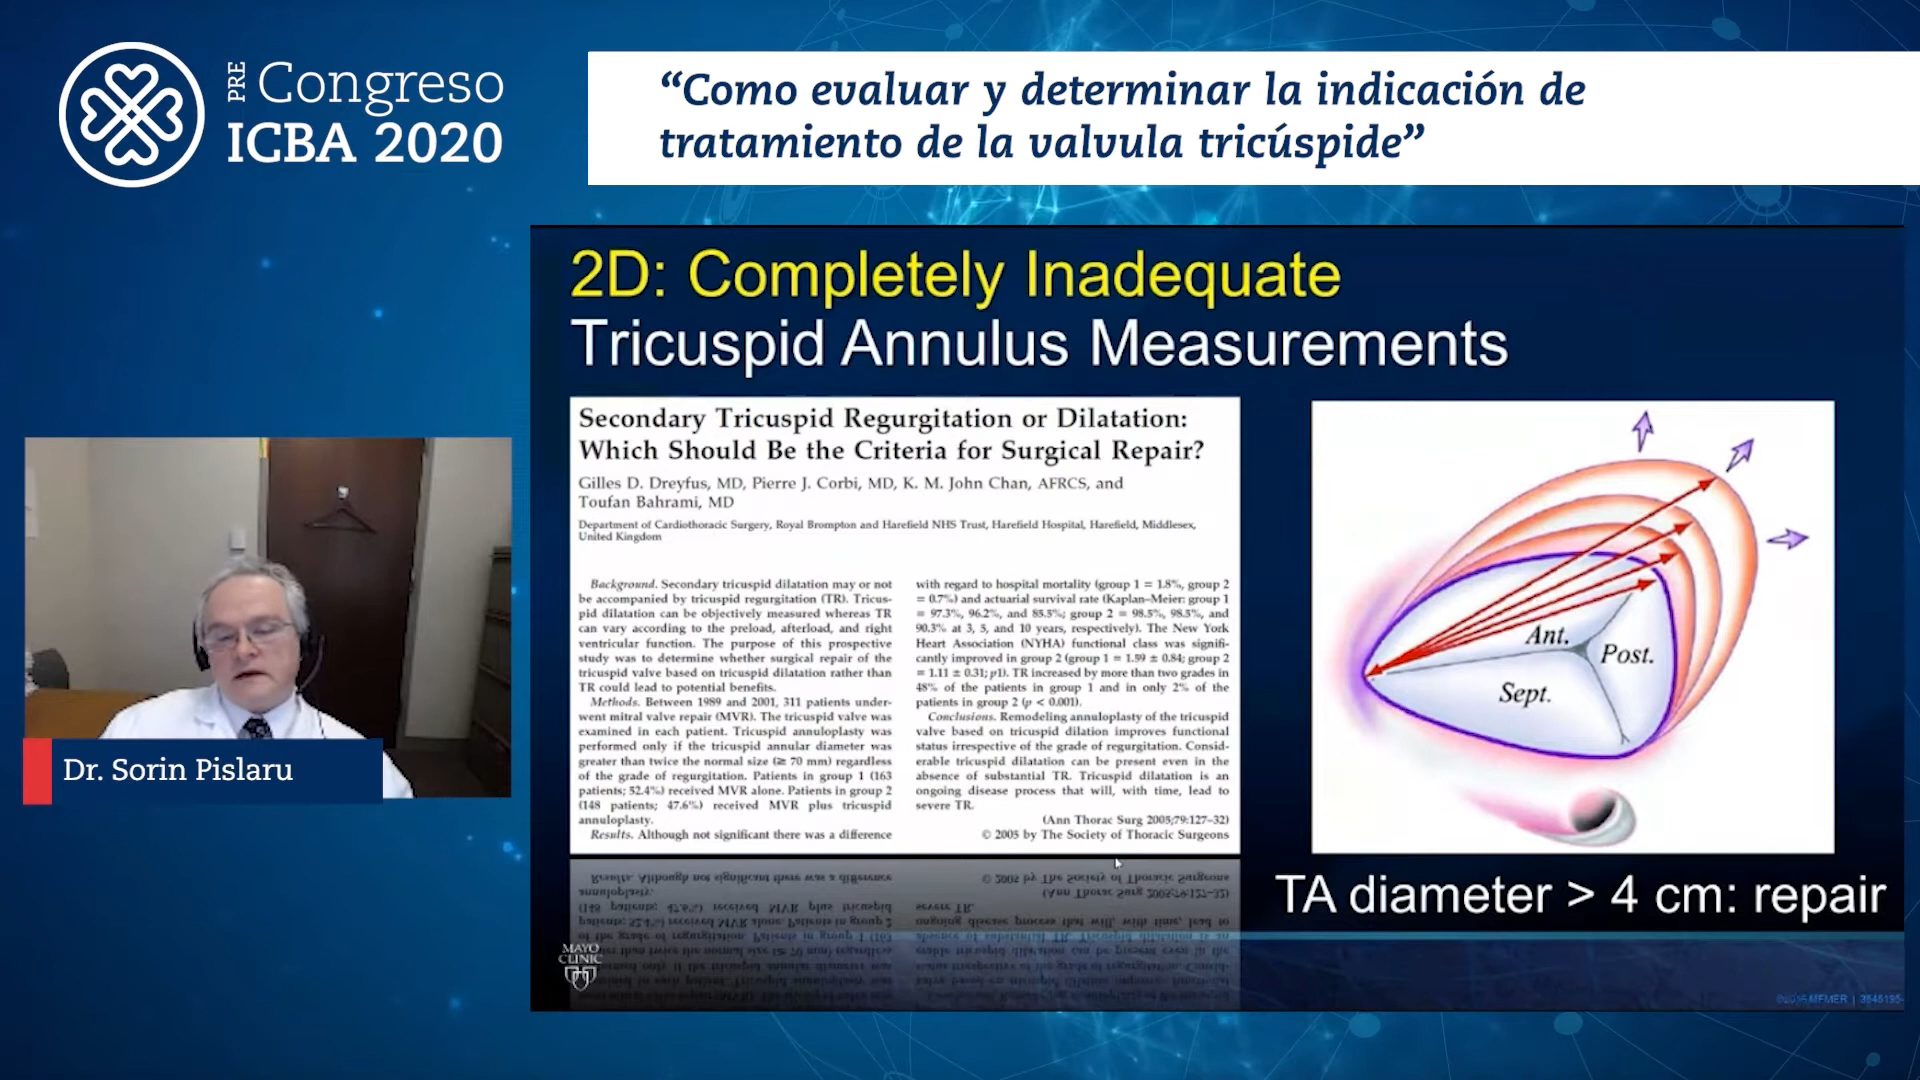 PRE
Congreso
ICBA 2020
“Como evaluar y determinar la indicación de
tratamiento de la valvula tricúspide”
2D: Completely Inadequate
Tricuspid Annulus Measurements
Secondary Tricuspid Regurgitation or Dilatation:
Which Should Be the Criteria for Surgical Repair?
Gilles D. Dreyfus, MD, Pierre J. Corbi, MD, K. M. John Chan, AFRCS, and
Toufan Bahrami, MD
Department of Cardiothoracic Surgery, Royal Brompton and Harefield NHS Trust, Harefield Hospital, Harefield, Middlesex,
United Kingdom
Background. Secondary tricuspid dilatation may or not
be accompanied by tricuspid regurgitation (TR). Tricus-
pid dilatation can be objectively measured whereas TR
can vary according to the preload, afterload, and right
ventricular function. The purpose of this prospective
study was to determine whether surgical repair of the
tricuspid valve based on tricuspid dilatation rather than
TR could lead to potential benefits.
Methods. Between 1989 and 2001, 311 patients under-
went mitral valve repair (MVR). The tricuspid valve was
examined in each patient. Tricuspid annuloplasty was
performed only if the tricuspid annular diameter was
greater than twice the normal size (≥ 70 mm) regardless
of the grade of regurgitation. Patients in group 1 (163
patients; 52.4%) received MVR alone. Patients in group 2
(148 patients; 47.6%) received MVR plus tricuspid
annuloplasty.
Results. Although not significant there was a difference
with regard to hospital mortality (group 1 = 1.8%, group 2
= 0.7%) and actuarial survival rate (Kaplan–Meier: group 1
= 97.3%, 96.2%, and 85.5%; group 2 = 98.5%, 98.5%, and
90.3% at 3, 5, and 10 years, respectively). The New York
Heart Association (NYHA) functional class was signifi-
cantly improved in group 2 (group 1 = 1.59 ± 0.84; group 2
= 1.11 ± 0.31; p1). TR increased by more than two grades in
48% of the patients in group 1 and in only 2% of the
patients in group 2 (p < 0.001).
Conclusions. Remodeling annuloplasty of the tricuspid
valve based on tricuspid dilation improves functional
status irrespective of the grade of regurgitation. Consid-
erable tricuspid dilatation can be present even in the
absence of substantial TR. Tricuspid dilatation is an
ongoing disease process that will, with time, lead to
severe TR.
(Ann Thorac Surg 2005;79:127–32)
© 2005 by The Society of Thoracic Surgeons
Ant.
Post.
Sept.
TA diameter > 4 cm: repair
MAYO
CLINIC
Dr. Sorin Pislaru